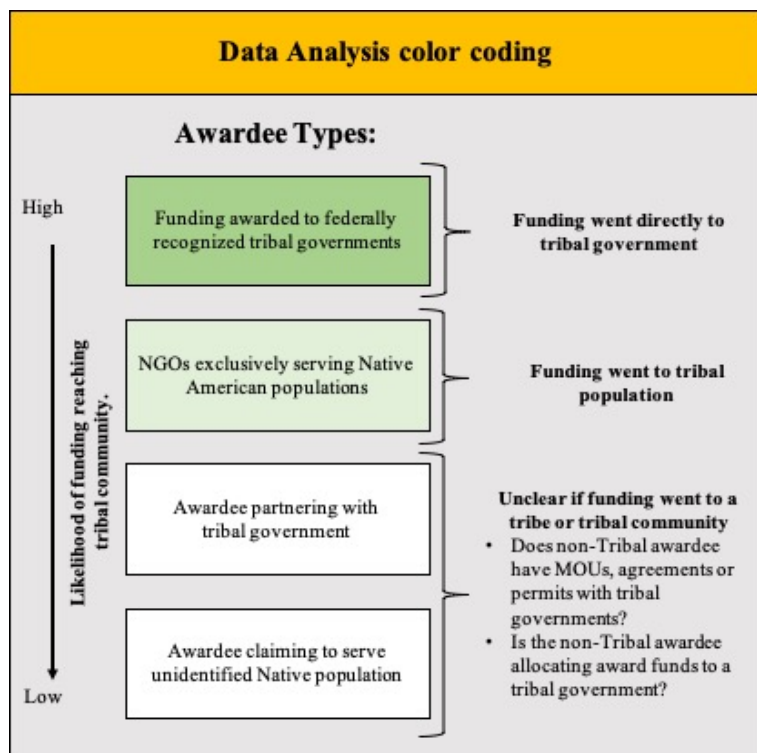 Data Analysis color coding
Awardee Types:
High
Funding awarded to federally
recognized tribal governments
Funding went directly to
tribal government
NGOs exclusively serving Native
American populations
Funding went to tribal
population
Likelihood of funding reaching
tribal community.
Awardee partnering with
tribal government
Unclear if funding went to a
tribe or tribal community
• Does non-Tribal awardee
have MOUs, agreements or
permits with tribal
governments?
• Is the non-Tribal awardee
allocating award funds to a
tribal government?
Awardee claiming to serve
unidentified Native population
Low